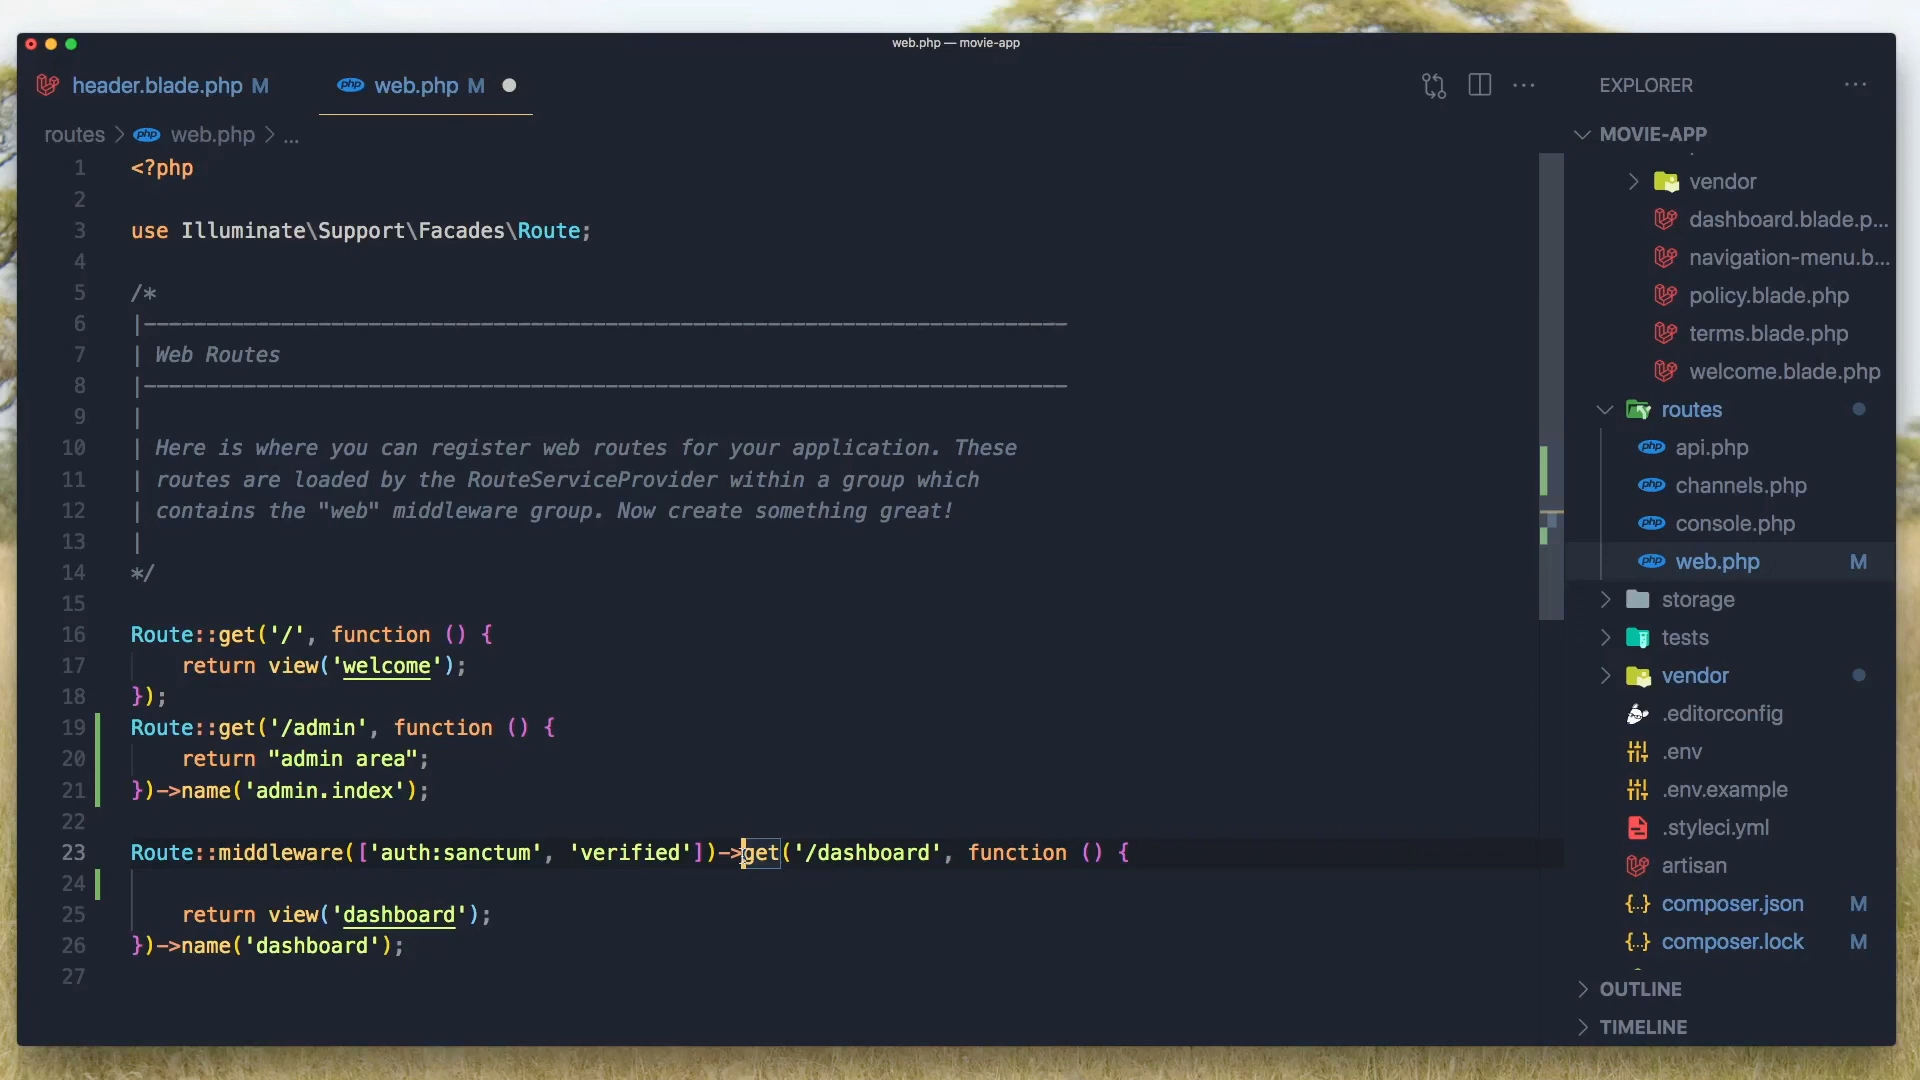 web.php — movie-app
header.blade.php M
php web.php M
EXPLORER
routes > php web.php > ...
MOVIE-APP
1 <?php
2
3 use Illuminate\Support\Facades\Route;
4
5 /*
6 |--------------------------------------------------------------------------
7 | Web Routes
8 |--------------------------------------------------------------------------
9 |
10 | Here is where you can register web routes for your application. These
11 | routes are loaded by the RouteServiceProvider within a group which
12 | contains the "web" middleware group. Now create something great!
13 |
14 */
15
16 Route::get('/', function () {
17 return view('welcome');
18 });
19 Route::get('/admin', function () {
20 return "admin area";
21 })->name('admin.index');
22
23 Route::middleware(['auth:sanctum', 'verified'])->get('/dashboard', function () {
24
25 return view('dashboard');
26 })->name('dashboard');
27
vendor
dashboard.blade.p...
navigation-menu.b...
policy.blade.php
terms.blade.php
welcome.blade.php
routes
php api.php
php channels.php
php console.php
php web.php M
storage
tests
vendor
.editorconfig
.env
.env.example
.styleci.yml
artisan
{..} composer.json M
{..} composer.lock M
OUTLINE
TIMELINE